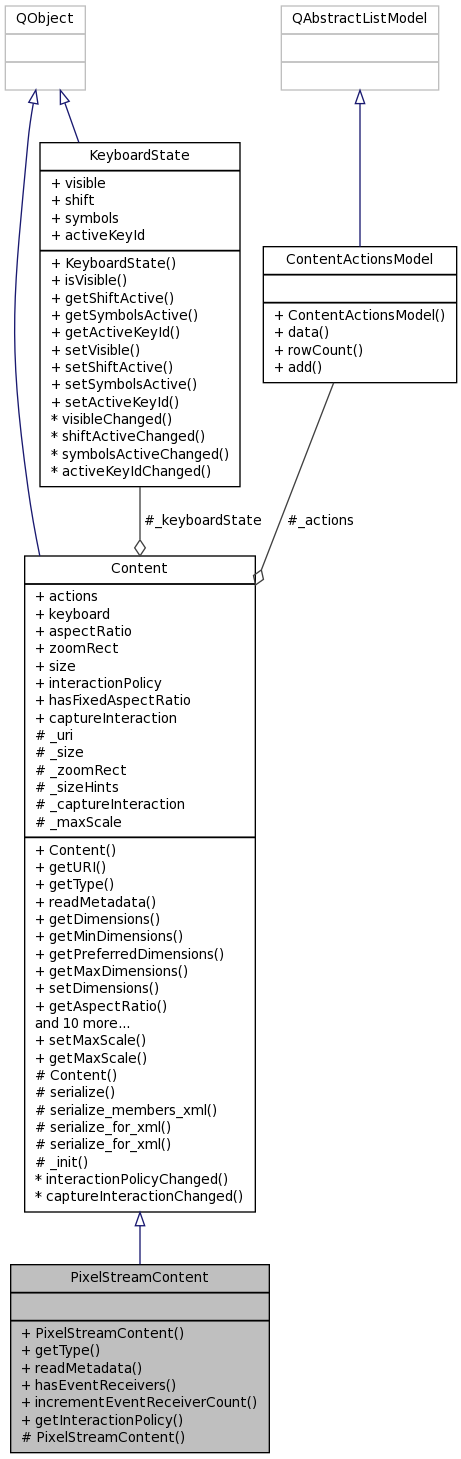 QObject
QAbstractListModel
KeyboardState
+ visible
+ shift
+ symbols
+ activeKeyId
+ KeyboardState()
+ isVisible()
+ getShiftActive()
+ getSymbolsActive()
+ getActiveKeyId()
+ setVisible()
+ setShiftActive()
+ setSymbolsActive()
+ setActiveKeyId()
* visibleChanged()
* shiftActiveChanged()
* symbolsActiveChanged()
* activeKeyIdChanged()
ContentActionsModel
+ ContentActionsModel()
+ data()
+ rowCount()
+ add()
#_keyboardState
#_actions
Content
+ actions
+ keyboard
+ aspectRatio
+ zoomRect
+ size
+ interactionPolicy
+ hasFixedAspectRatio
+ captureInteraction
# _uri
# _size
# _zoomRect
# _sizeHints
# _captureInteraction
# _maxScale
+ Content()
+ getURI()
+ getType()
+ readMetadata()
+ getDimensions()
+ getMinDimensions()
+ getPreferredDimensions()
+ getMaxDimensions()
+ setDimensions()
+ getAspectRatio()
and 10 more...
+ setMaxScale()
+ getMaxScale()
# Content()
# serialize()
# serialize_members_xml()
# serialize_for_xml()
# serialize_for_xml()
# _init()
* interactionPolicyChanged()
* captureInteractionChanged()
PixelStreamContent
+ PixelStreamContent()
+ getType()
+ readMetadata()
+ hasEventReceivers()
+ incrementEventReceiverCount()
+ getInteractionPolicy()
# PixelStreamContent()